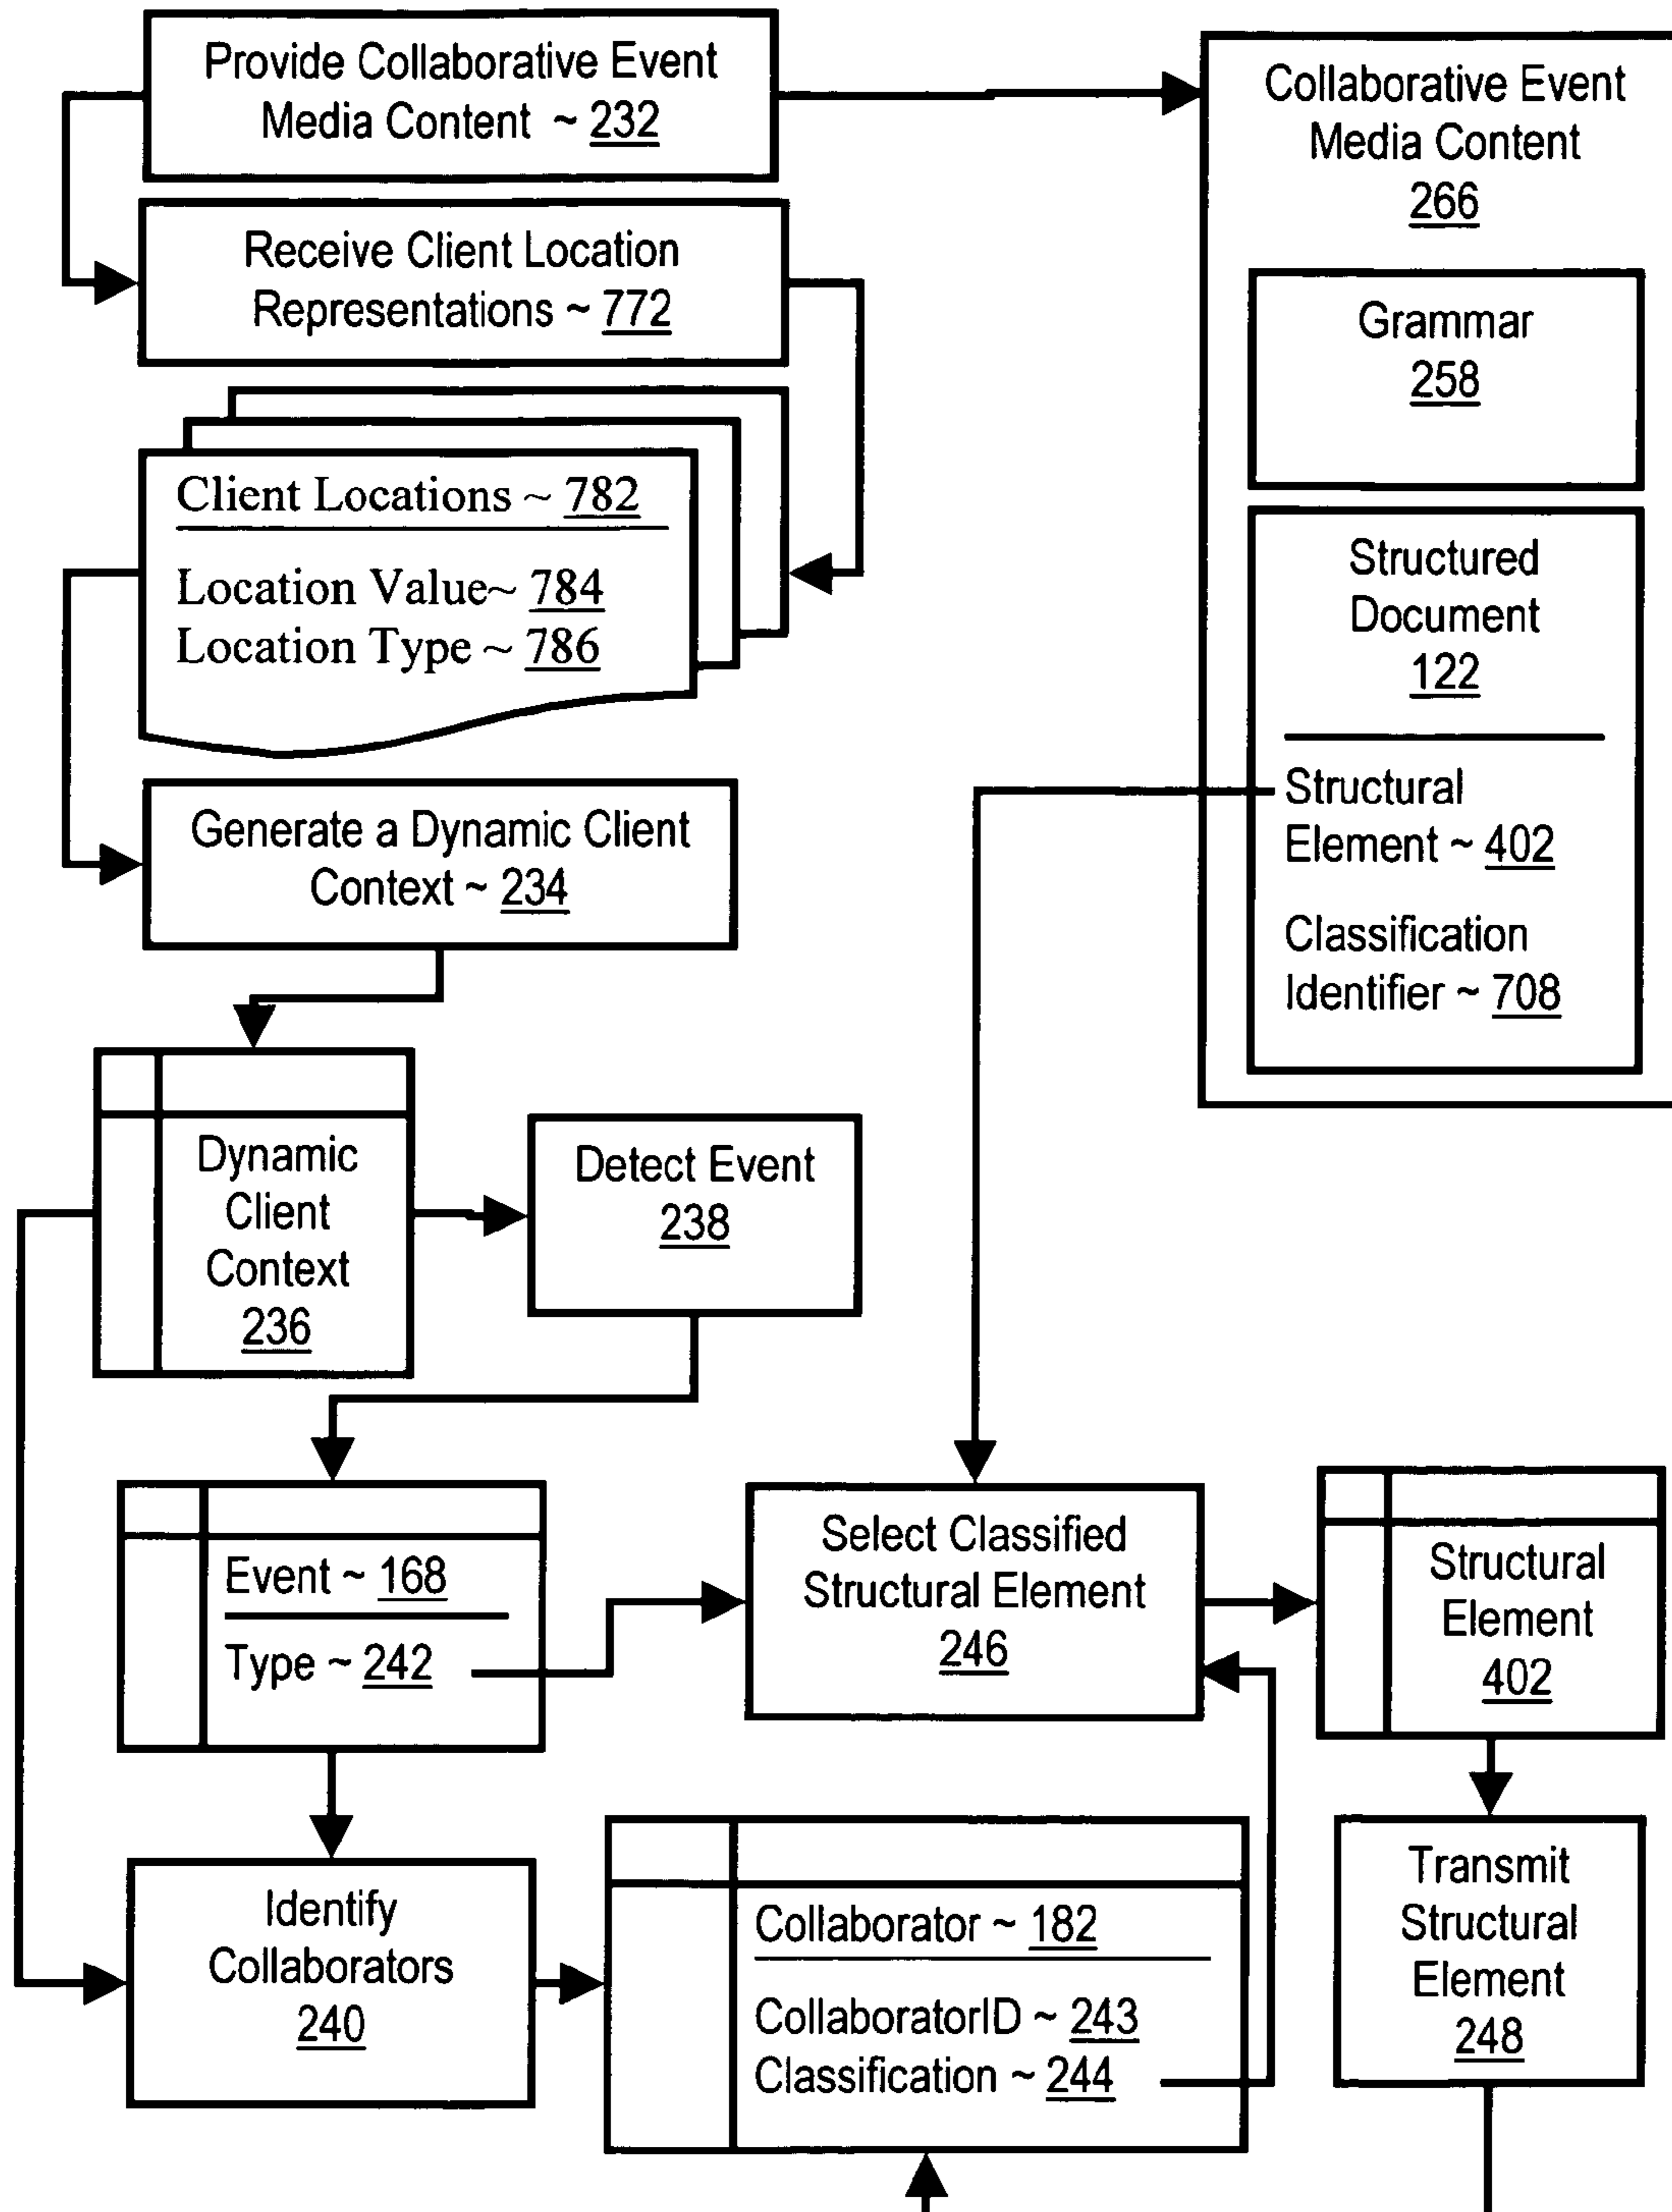 Provide Collaborative Event
Media Content ~ 232
Collaborative Event
Media Content
266
Receive Client Location
Representations ~ 772
Grammar
258
Client Locations ~ 782
Location Value~ 784
Location Type ~ 786
Structured
Document
122
Structural
Element ~ 402
Classification
Identifier ~ 708
Generate a Dynamic Client
Context ~ 234
Dynamic
Client
Context
236
Detect Event
238
Event ~ 168
Type ~ 242
Select Classified
Structural Element
246
Structural
Element
402
Identify
Collaborators
240
Collaborator ~ 182
CollaboratorID ~ 243
Classification ~ 244
Transmit
Structural
Element
248